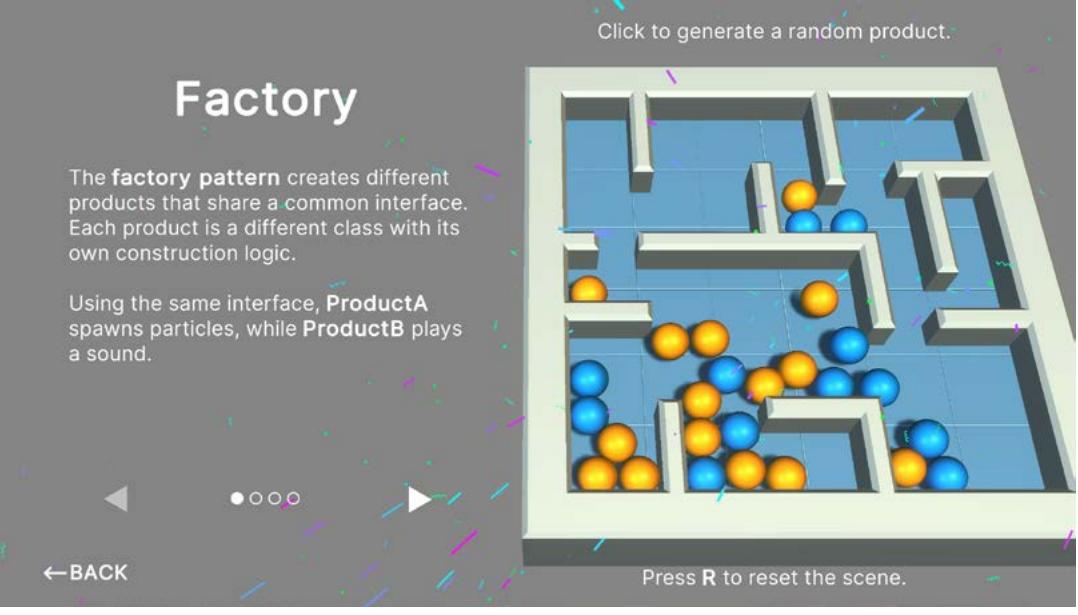 Click to generate a random product.
Factory
The factory pattern creates different
products that share a common interface.
Each product is a different class with its
own construction logic.
Using the same interface, ProductA
spawns particles, while ProductB plays
a sound.
←BACK
Press R to reset the scene.